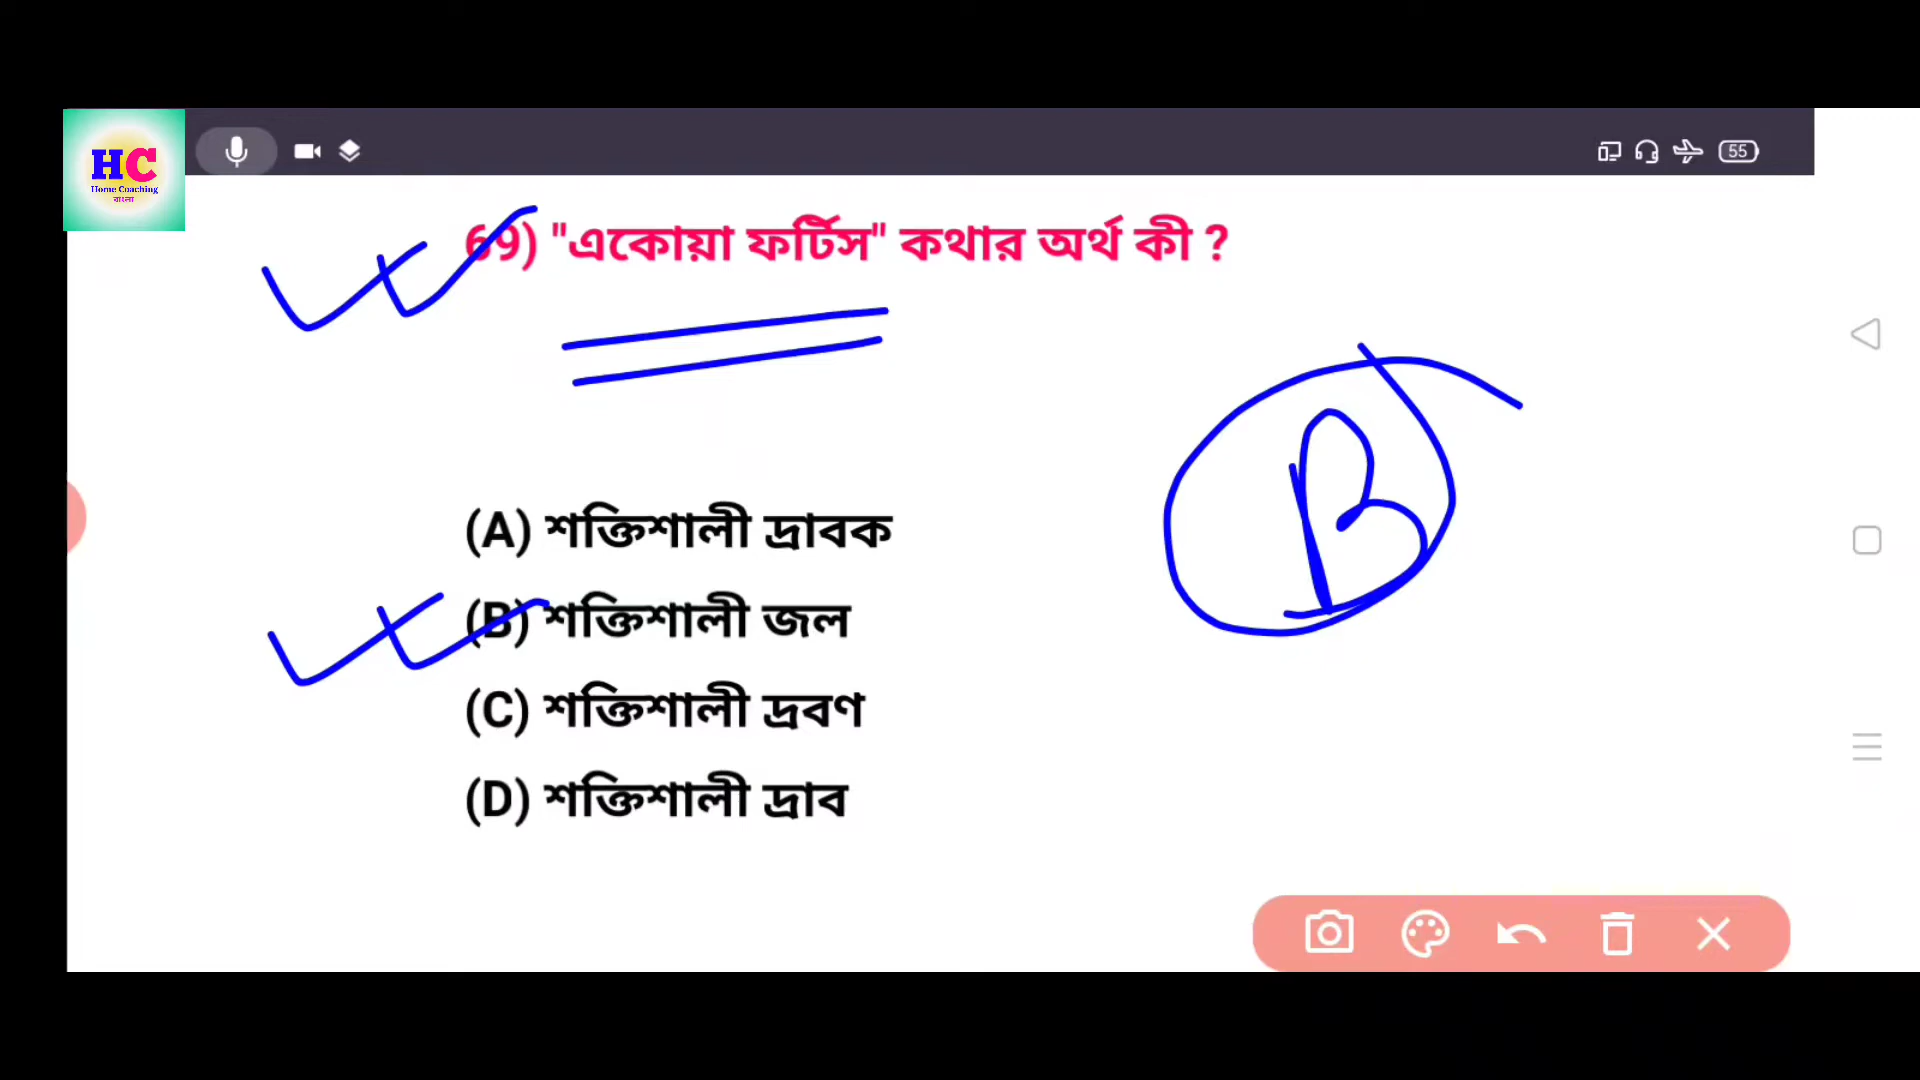 HC
Home Coaching
বাংলা
55
69) "একোয়া ফর্টিস" কথার অর্থ কী ?
B
(A) শক্তিশালী দ্রাবক
(B) শক্তিশালী জল
(C) শক্তিশালী দ্রবণ
(D) শক্তিশালী দ্রাব